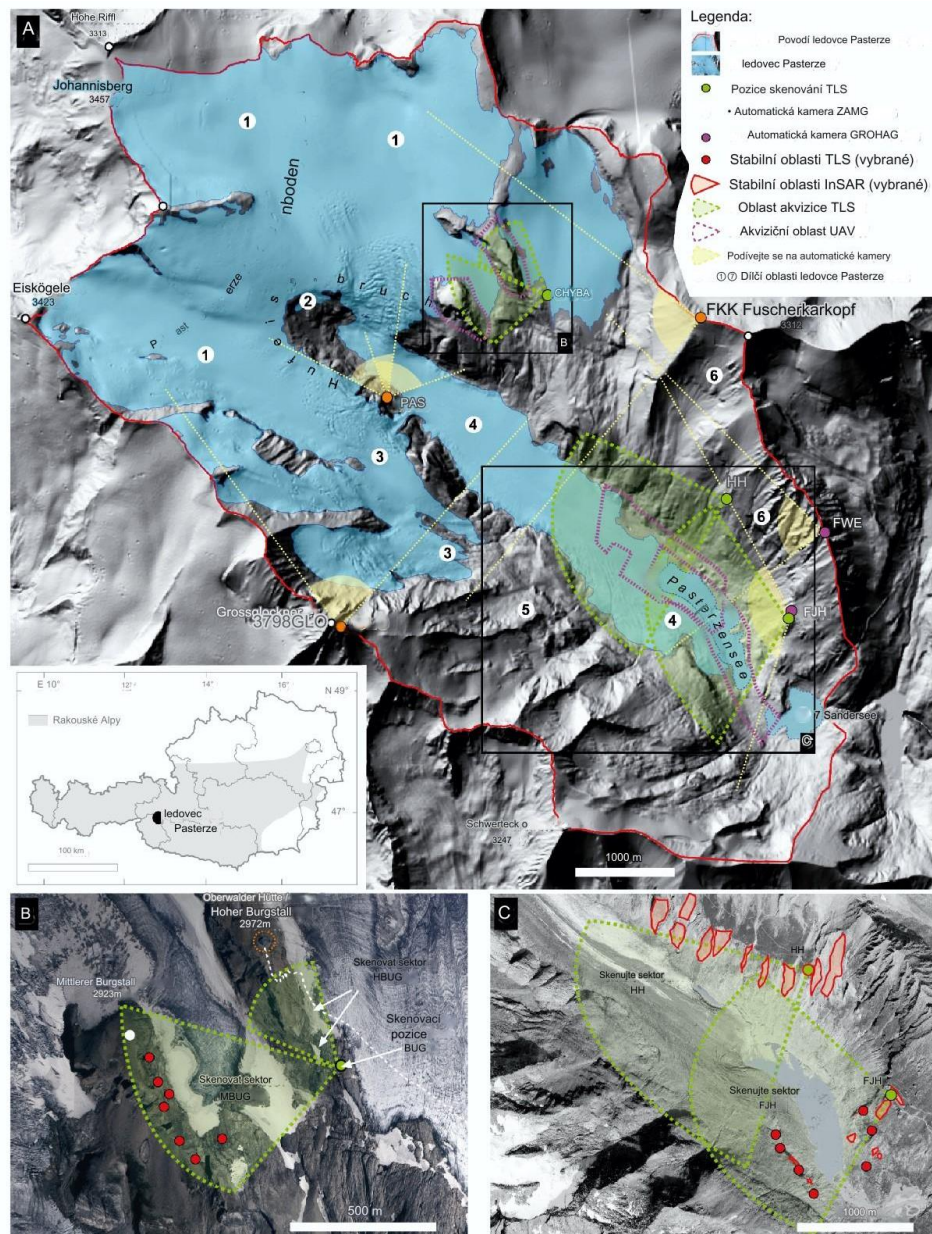 A
Hohe Riffl
3313
Johannisberg
3457
1
1
nboden
erze
Eiskögele
3423
2
bruch
Hufeis
CHYBA
B
1
P
ast
PAS
4
3
3
FKK Fuscherkarkopf
3312
6
HH
6
FWE
Grossglockner
3798GLO
5
4
Pasterzensee
FJH
7 Sandersee
C
Schwerteck o
3247
1000 m
Legenda:
Povodí ledovce Pasterze
ledovec Pasterze
Pozice skenování TLS
• Automatická kamera ZAMG
Automatická kamera GROHAG
Stabilní oblasti TLS (vybrané)
Stabilní oblasti InSAR (vybrané)
Oblast akvizice TLS
Akviziční oblast UAV
Podívejte se na automatické kamery
①⑦ Dílčí oblasti ledovce Pasterze
E 10°
12°
14°
16°
N 49°
Rakouské Alpy
47°
ledovec
Pasterze
100 km
B
Oberwalder Hütte /
Hoher Burgstall
2972m
Mittlerer Burgstall
2923m
Skenovat sektor
HBUG
Skenovací
pozice
BUG
Skenovat sektor
MBUG
500 m
C
HH
Skenujte sektor
HH
FJH
Skenujte sektor
FJH
1000 m